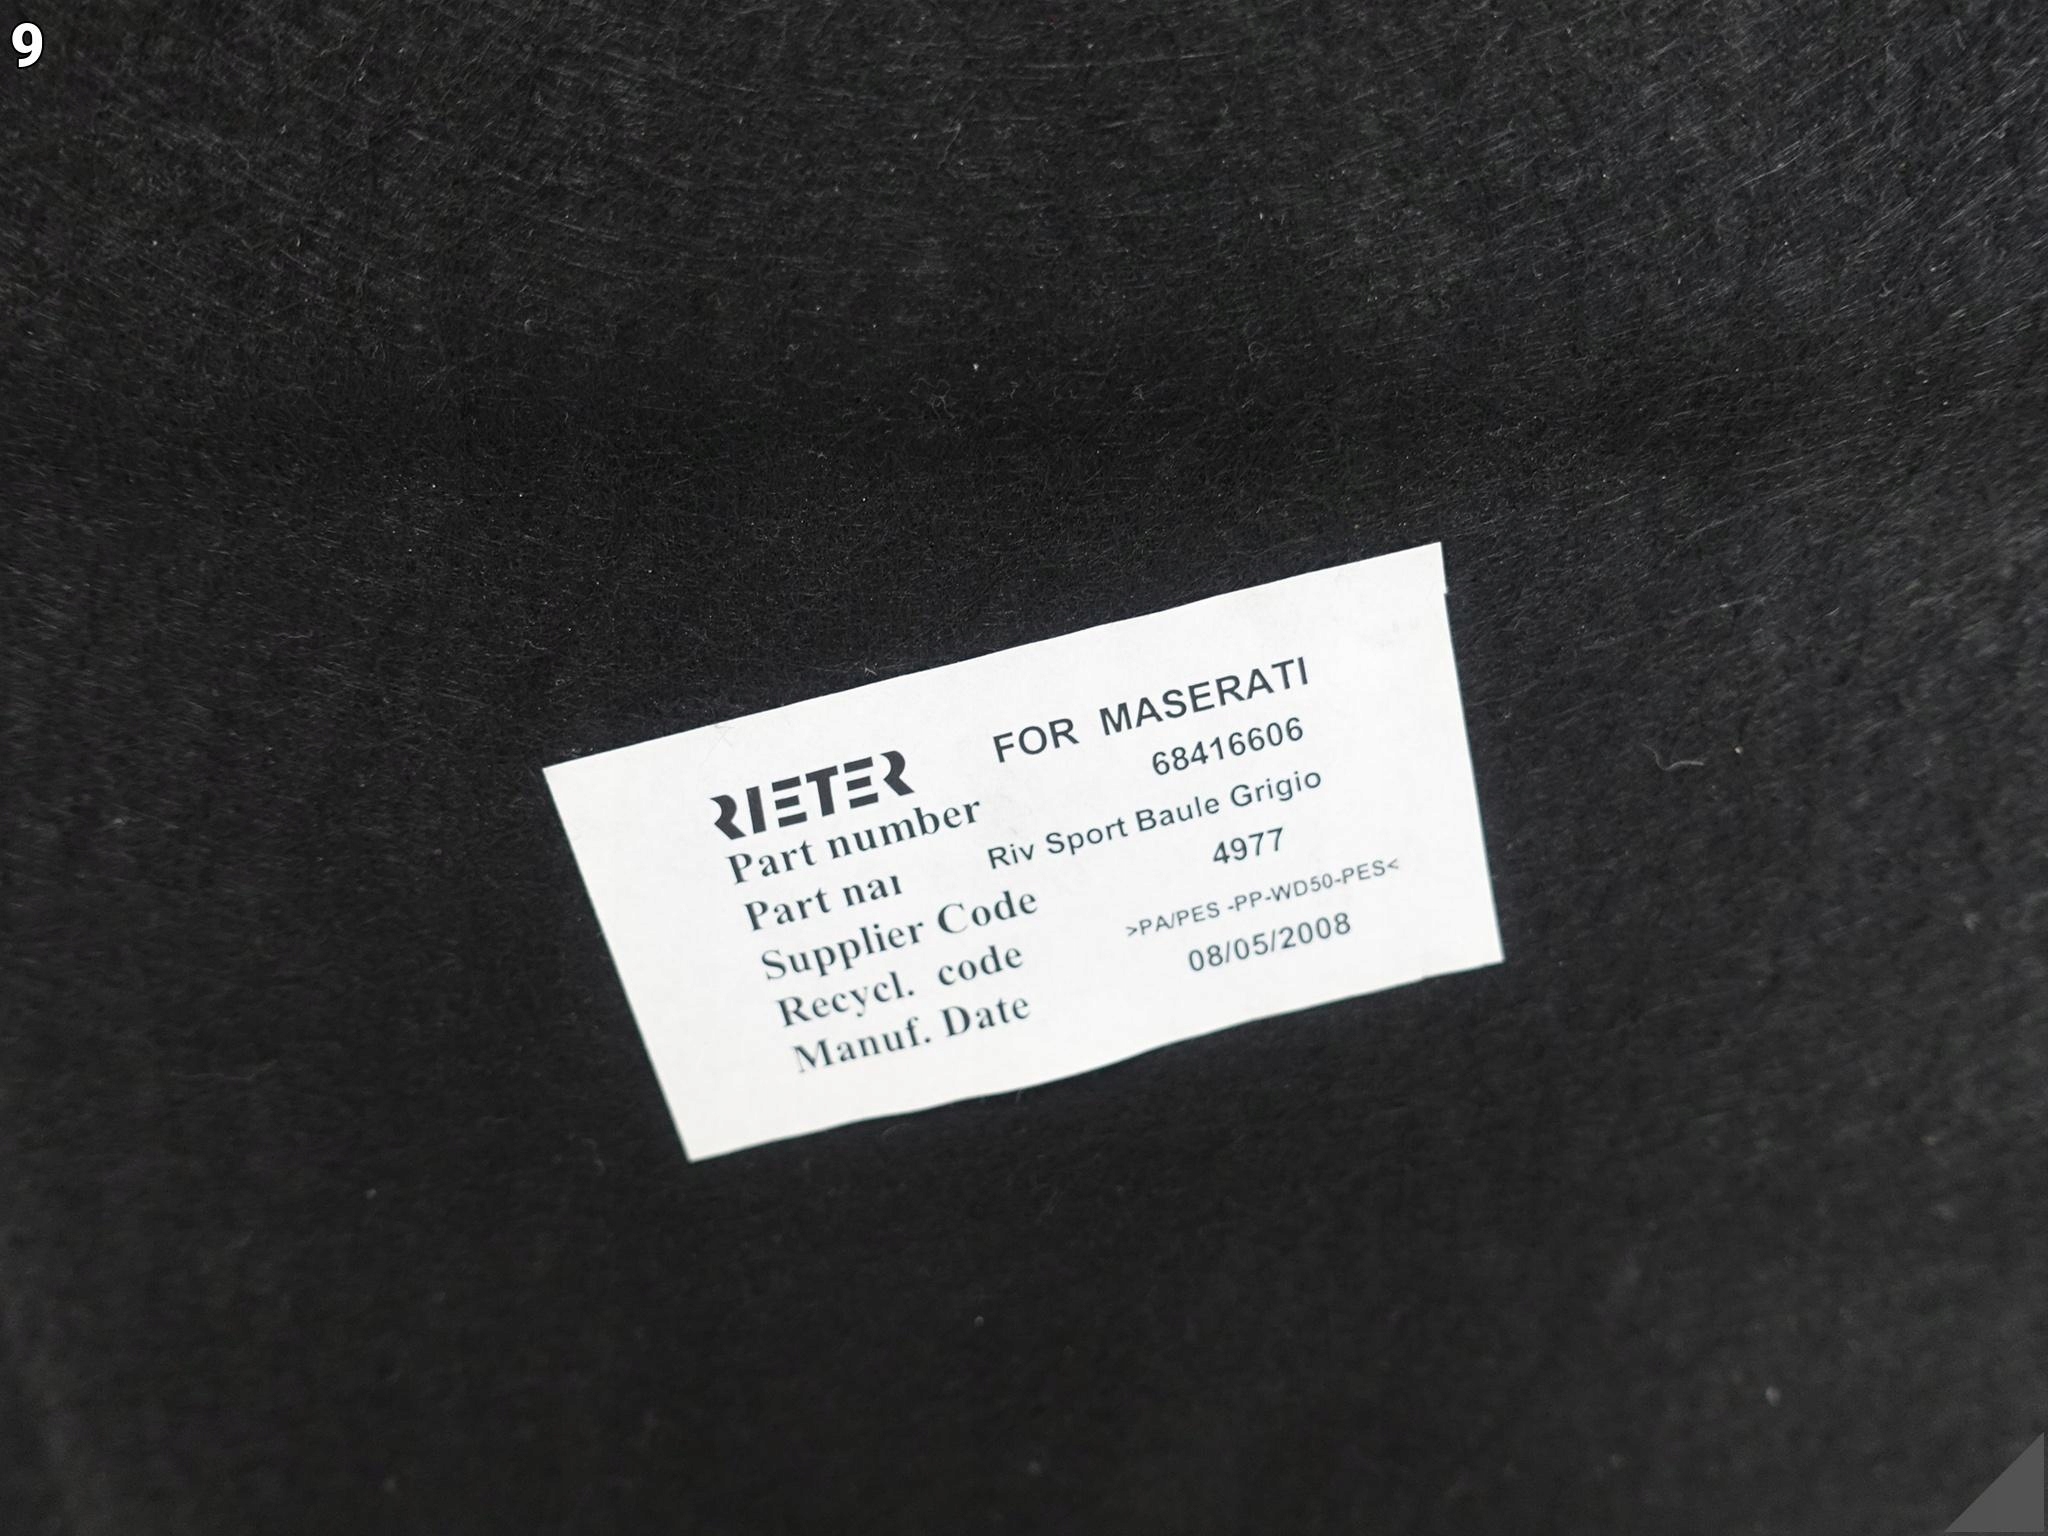 9
RIETER FOR MASERATI
Part number 68416606
Part nar Riv Sport Baule Grigio
Supplier Code 4977
Recycl. code >PA/PES -PP-WD50-PES<
Manuf. Date 08/05/2008